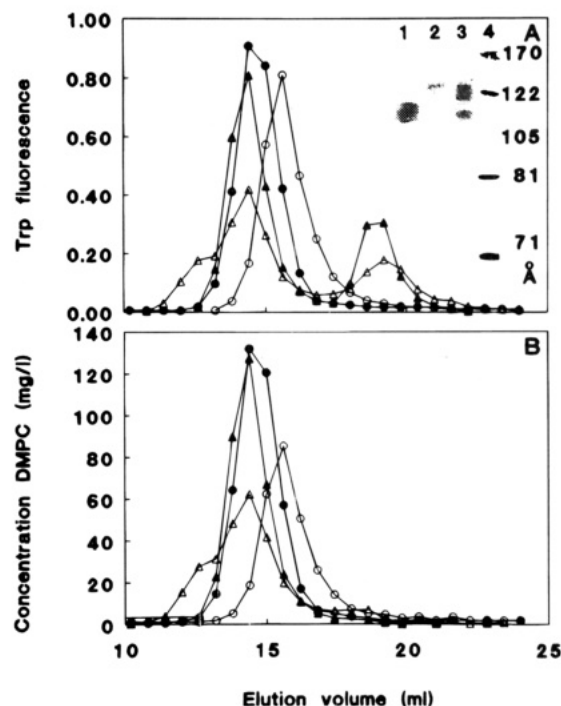 1 2 3 4 A
170
122
105
81
71
Å
1.00
0.80
0.60
0.40
0.20
0.00
Trp fluorescence
B
140
120
100
80
60
40
20
0
Concentration DMPC (mg/l)
10 15 20 25
Elution volume (ml)